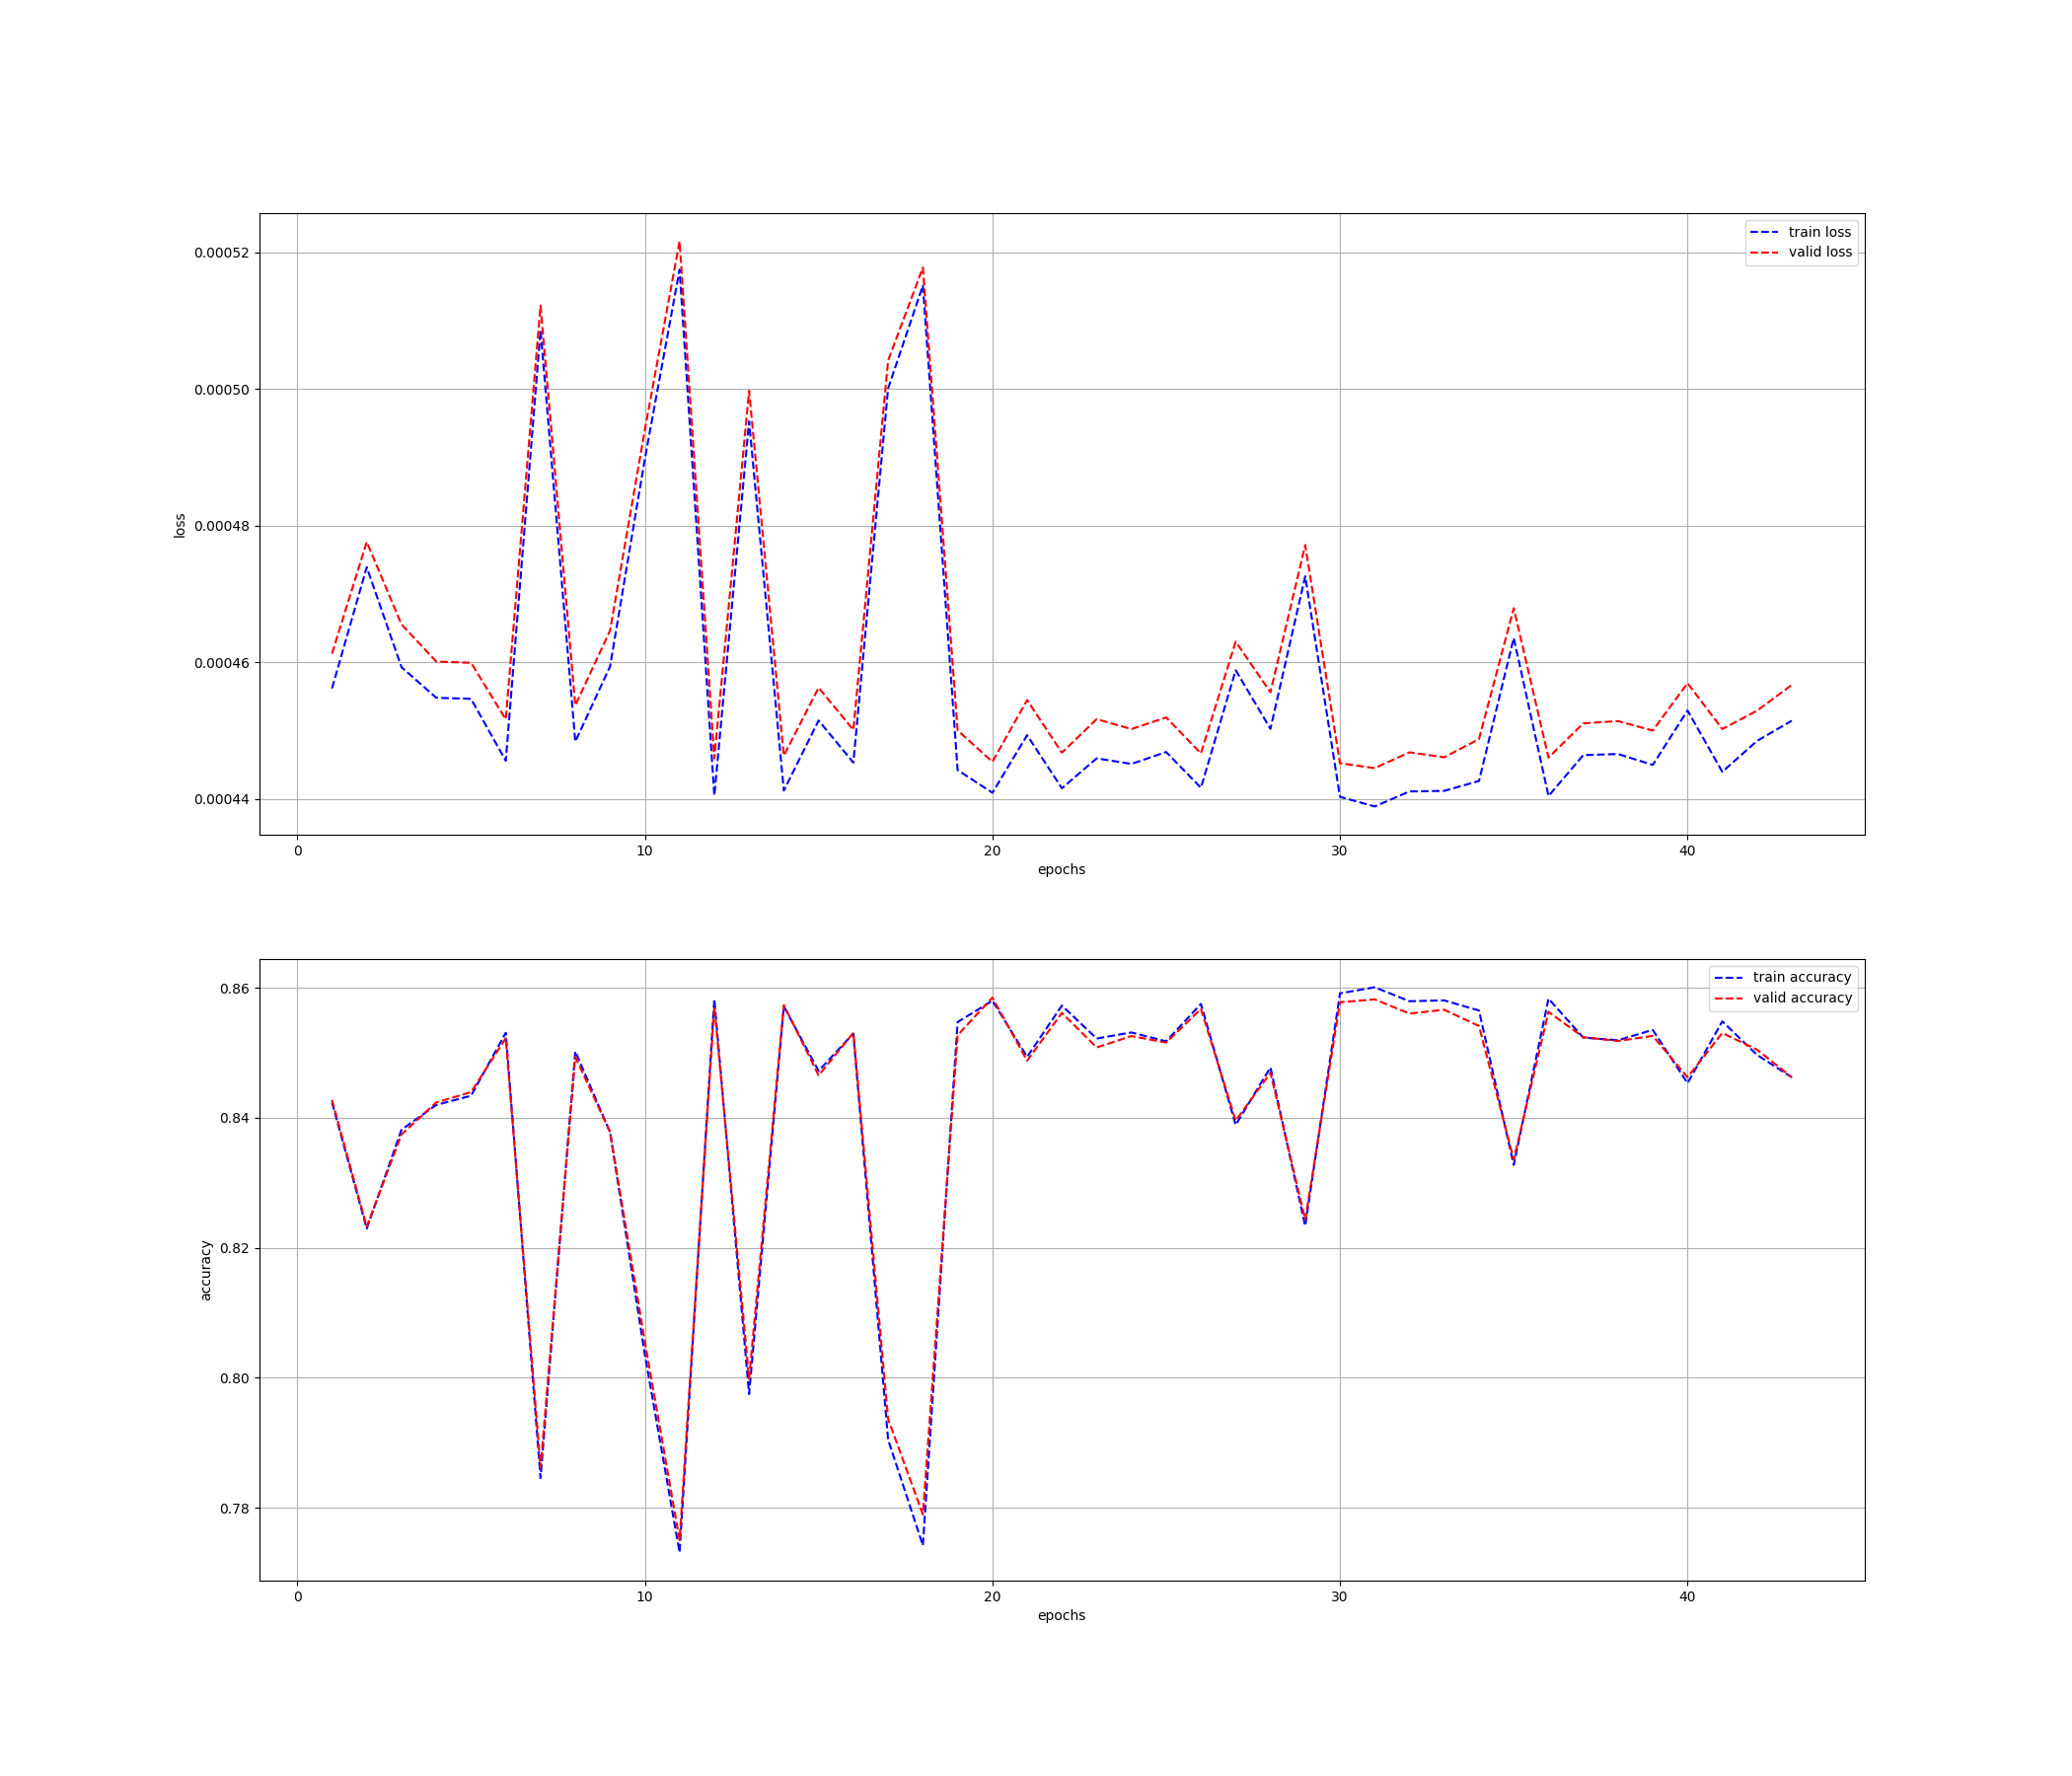 train loss
valid loss
0.00052
0.00050
0.00048
0.00046
0.00044
loss
0 10 20 30 40
epochs
train accuracy
valid accuracy
0.86
0.84
0.82
0.80
0.78
accuracy
0 10 20 30 40
epochs